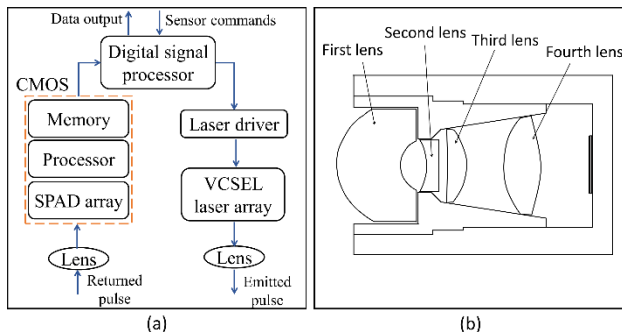 Data output
Sensor commands
Digital signal
processor
CMOS
Memory
Processor
SPAD array
Lens
Returned
pulse
Laser driver
VCSEL
laser array
Lens
Emitted
pulse
(a)
First lens
Second lens
Third lens
Fourth lens
(b)